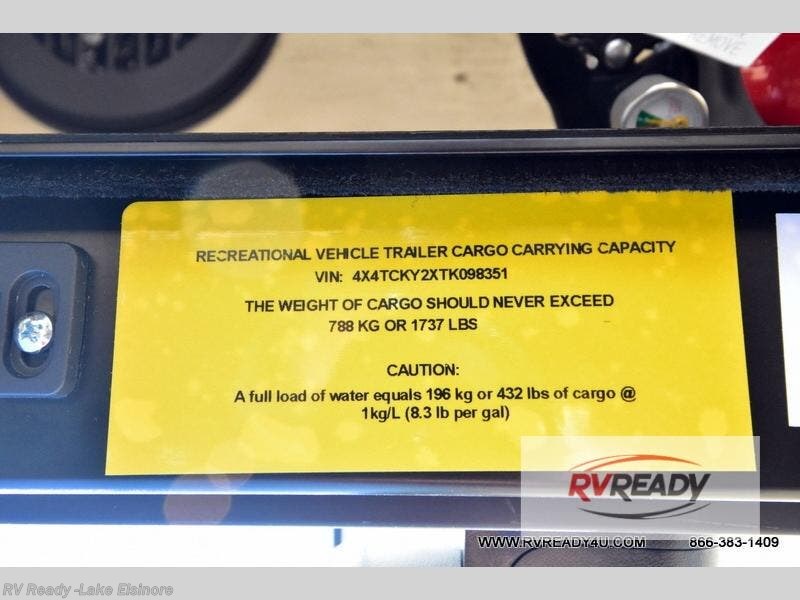 REMOVE
RECREATIONAL VEHICLE TRAILER CARGO CARRYING CAPACITY
VIN: 4X4TCKY2XTK098351
THE WEIGHT OF CARGO SHOULD NEVER EXCEED
788 KG OR 1737 LBS
CAUTION:
A full load of water equals 196 kg or 432 lbs of cargo @
1kg/L (8.3 lb per gal)
RVREADY
WWW.RVREADY4U.COM 866-383-1409
RV Ready -Lake Elsinore